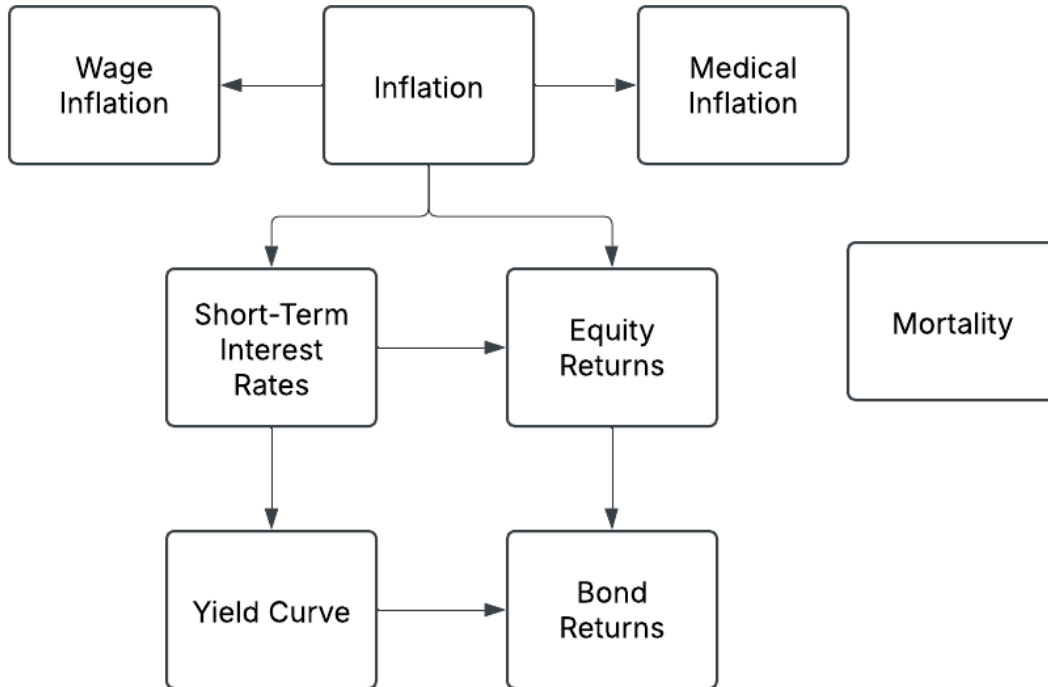 Wage
Inflation
Inflation
Medical
Inflation
Short-Term
Interest
Rates
Equity
Returns
Mortality
Yield Curve
Bond
Returns